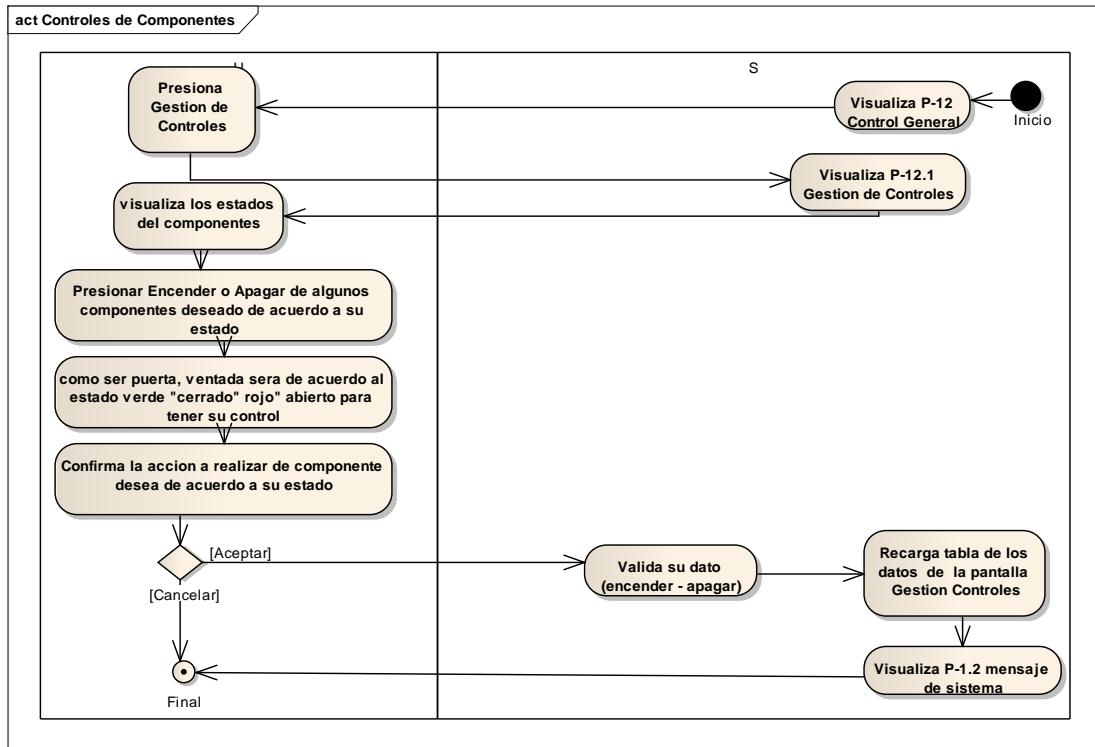 act Controles de Componentes
S
Presiona
Gestion de
Controles
Visualiza P-12
Control General
Inicio
Visualiza P-12.1
Gestion de Controles
visualiza los estados
del componentes
Presionar Encender o Apagar de algunos
componentes deseado de acuerdo a su
estado
como ser puerta, ventada sera de acuerdo al
estado verde "cerrado" rojo" abierto para
tener su control
Confirma la accion a realizar de componente
desea de acuerdo a su estado
[Aceptar]
[Cancelar]
Valida su dato
(encender - apagar)
Recarga tabla de los
datos de la pantalla
Gestion Controles
Visualiza P-1.2 mensaje
de sistema
Final